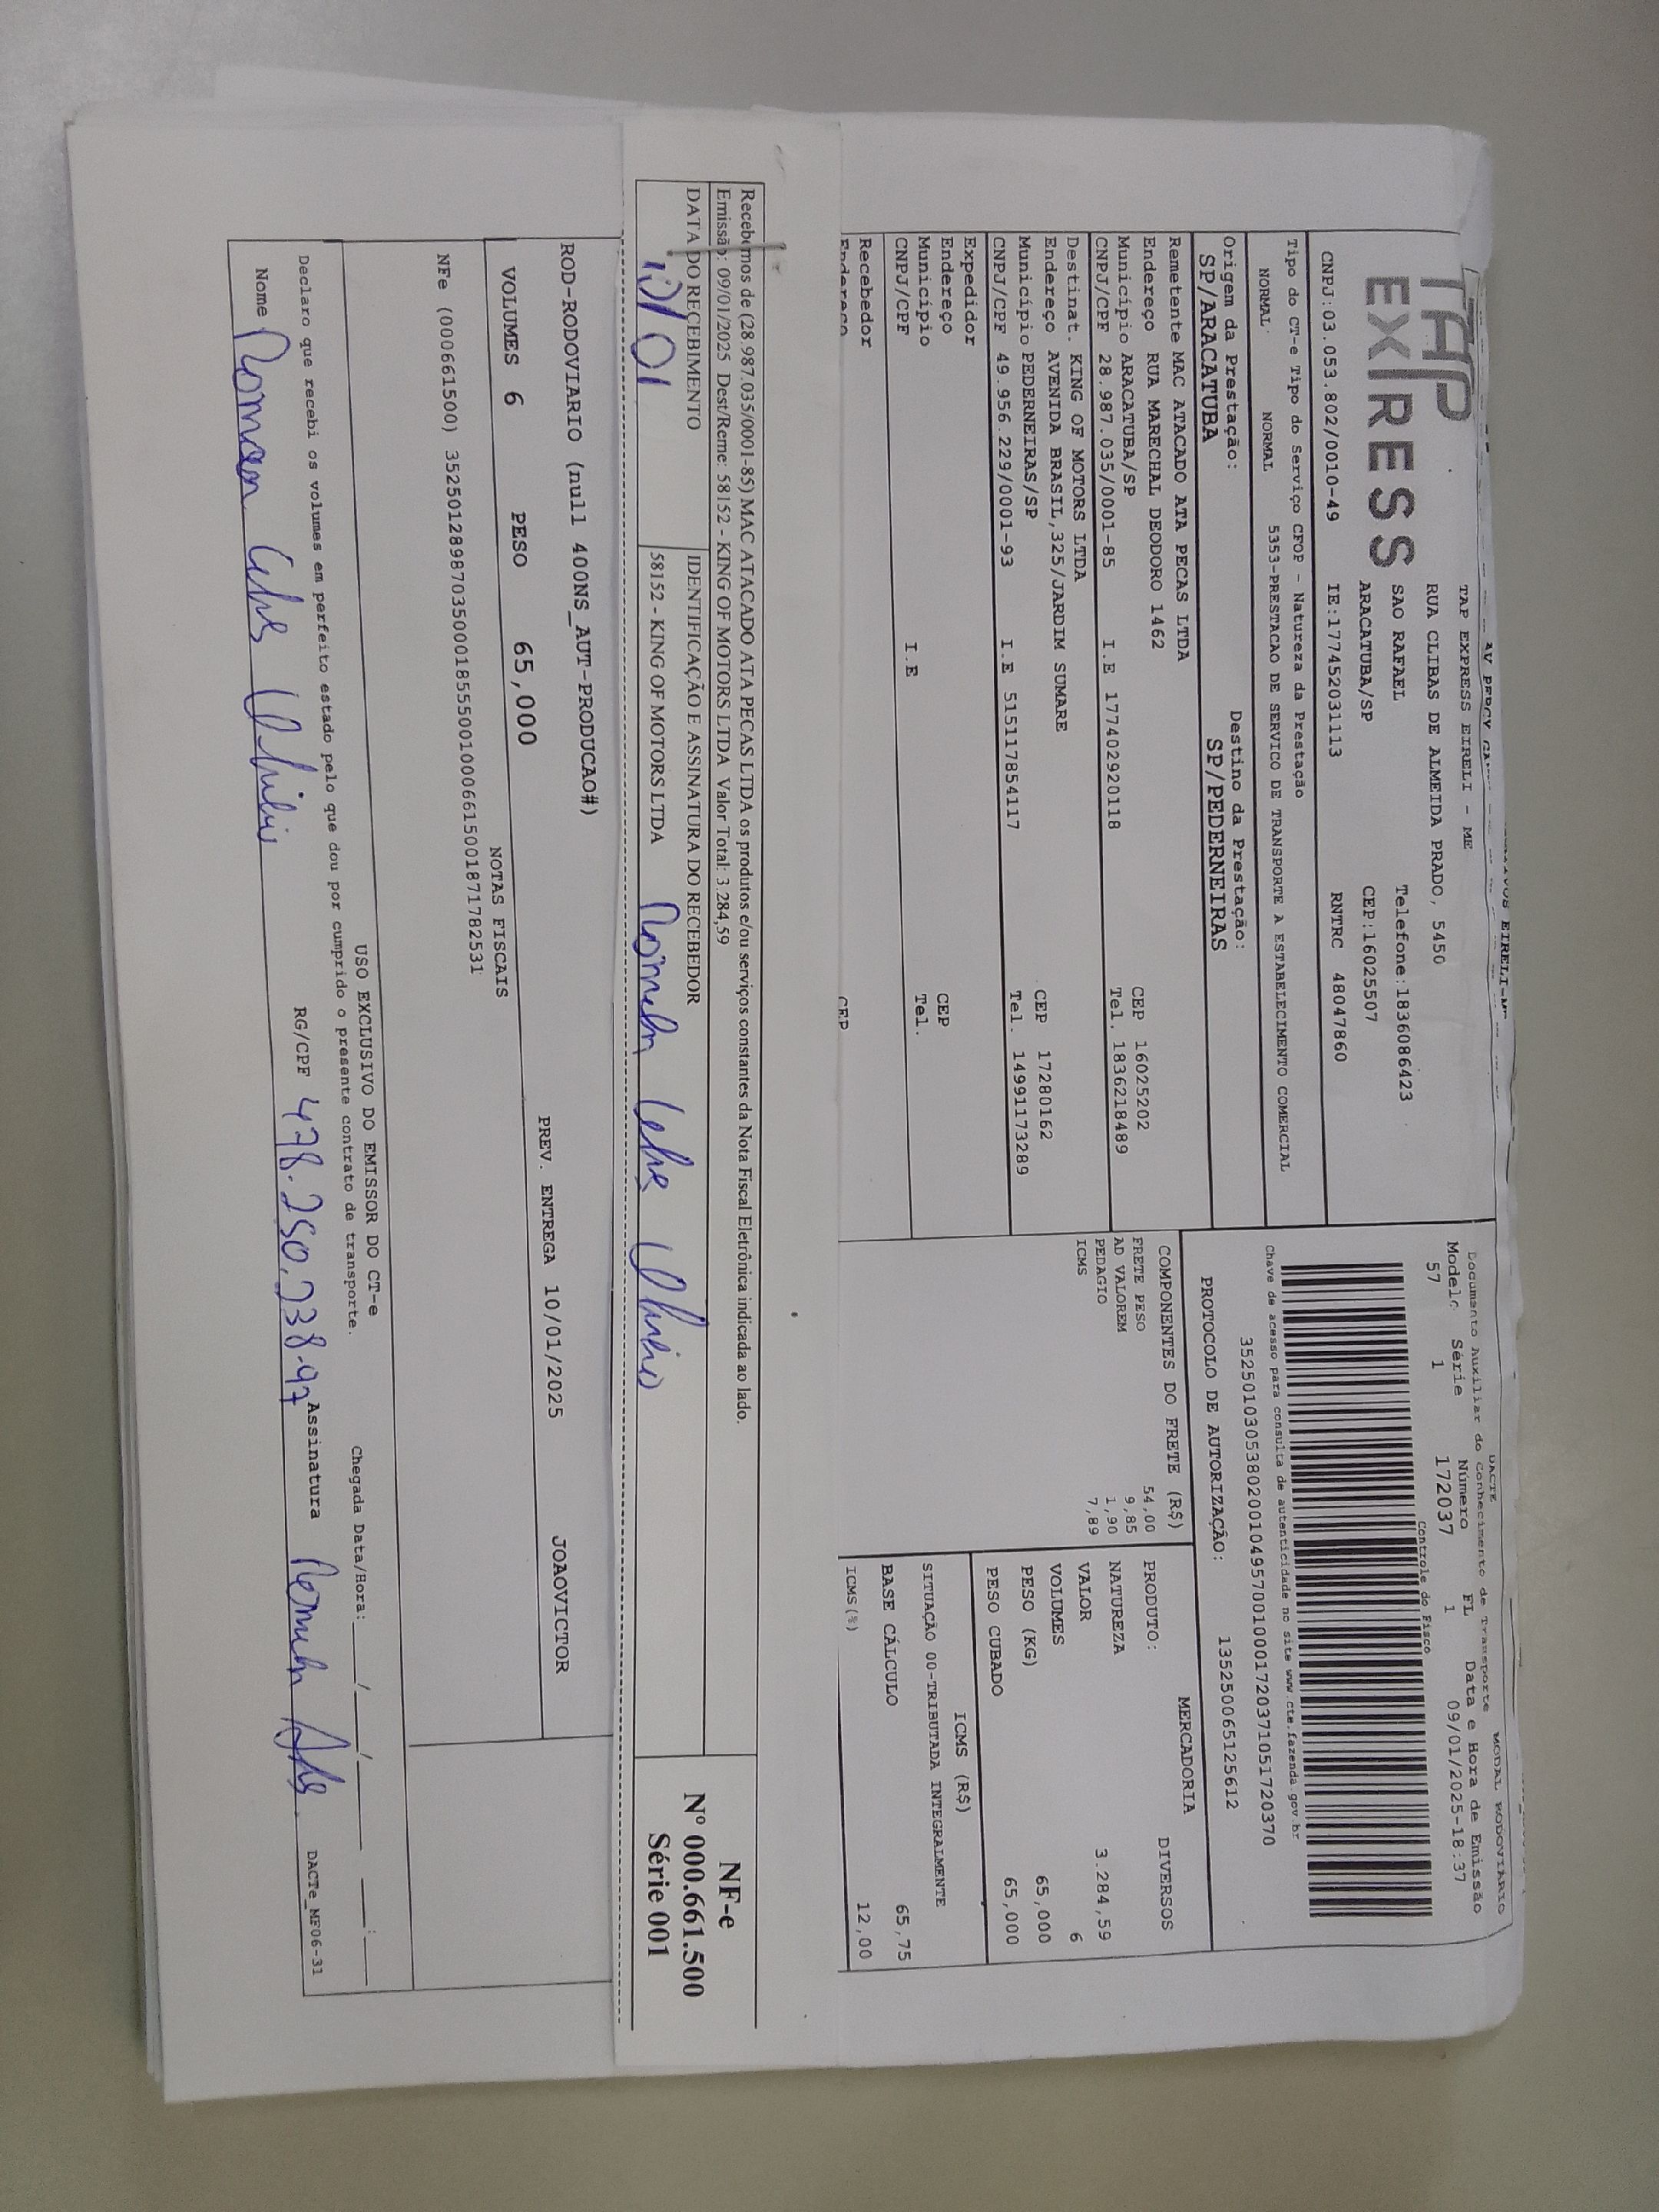 TAP
EXPRESS
TAP EXPRESS EIRELI - ME
RUA CLIBAS DE ALMEIDA PRADO, 5450
SAO RAFAEL Telefone:1836086423
ARACATUBA/SP CEP:16025507
CNPJ:03.053.802/0010-49 IE:177452031113 RNTRC 48047860
Tipo do CT-e Tipo do Serviço CFOP - Natureza da Prestação
NORMAL NORMAL 5353-PRESTACAO DE SERVICO DE TRANSPORTE A ESTABELECIMENTO COMERCIAL
Origem da Prestação: Destino da Prestação:
SP/ARACATUBA SP/PEDERNEIRAS
Remetente MAC ATACADO ATA PECAS LTDA
Endereço RUA MARECHAL DEODORO 1462 CEP 16025202
Município ARACATUBA/SP Tel. 1836218489
CNPJ/CPF 28.987.035/0001-85 I.E 177402920118
Destinat. KING OF MOTORS LTDA
Endereço AVENIDA BRASIL,325/JARDIM SUMARE CEP 17280162
Município PEDERNEIRAS/SP Tel. 14991173289
CNPJ/CPF 49.956.229/0001-93 I.E 515117854117
Expedidor
Endereço CEP
Município Tel.
CNPJ/CPF I.E
Recebedor
Endereço CEP
DACTE MODAL RODOVIARIO
Documento Auxiliar do Conhecimento de Transporte
Modelo Série Número FL Data e Hora de Emissão
57 1 172037 1 09/01/2025-18:37
Controle do Fisco
Chave de acesso para consulta de autenticidade no site www.cte.fazenda.gov.br
35250103053802001049570010001720371051720370
PROTOCOLO DE AUTORIZAÇÃO: 135250065125612
COMPONENTES DO FRETE (R$)
FRETE PESO 54,00
AD VALOREM 9,85
PEDAGIO 1,90
ICMS 7,89
MERCADORIA
PRODUTO: DIVERSOS
NATUREZA
VALOR 3.284,59
VOLUMES 6
PESO (KG) 65,000
PESO CUBADO 65,000
ICMS (R$)
SITUAÇÃO 00-TRIBUTADA INTEGRALMENTE
BASE CÁLCULO 65,75
ICMS(%) 12,00
Recebemos de (28.987.035/0001-85) MAC ATACADO ATA PECAS LTDA os produtos e/ou serviços constantes da Nota Fiscal Eletrônica indicada ao lado.
Emissão: 09/01/2025 Dest/Reme: 58152 - KING OF MOTORS LTDA Valor Total: 3.284,59
DATA DO RECEBIMENTO IDENTIFICAÇÃO E ASSINATURA DO RECEBEDOR
58152 - KING OF MOTORS LTDA
NF-e
Nº 000.661.500
Série 001
ROD-RODOVIARIO (null 400NS_AUT-PRODUCAO#)
VOLUMES 6 PESO 65,000 PREV. ENTREGA 10/01/2025 JOAOVICTOR
NOTAS FISCAIS
NFe (000661500) 35250128987035000185550010006615001871782531
USO EXCLUSIVO DO EMISSOR DO CT-e
Declaro que recebi os volumes em perfeito estado pelo que dou por cumprido o presente contrato de transporte. Chegada Data/Hora: __/__/__ __:__
Nome RG/CPF 478.250.738-97 Assinatura
DACTe_MF06-31